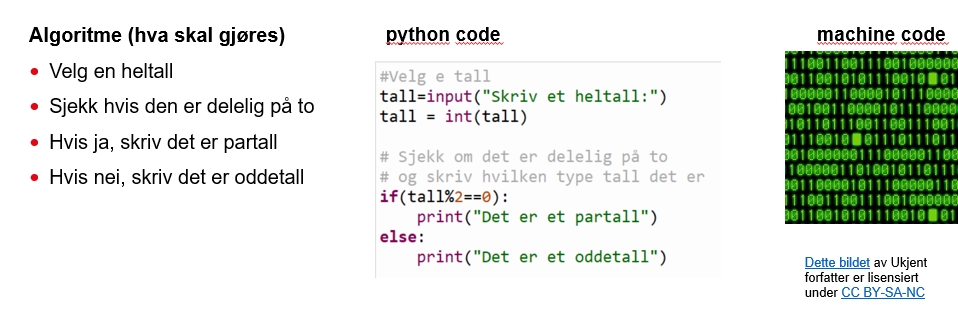 Algoritme (hva skal gjøres)
Velg en heltall
Sjekk hvis den er delelig på to
Hvis ja, skriv det er partall
Hvis nei, skriv det er oddetall
python code
#Velg e tall
tall=input("Skriv et heltall:")
tall = int(tall)
# Sjekk om det er delelig på to
# og skriv hvilken type tall det er
if(tall%2==0):
    print("Det er et partall")
else:
    print("Det er et oddetall")
machine code
Dette bildet av Ukjent
forfatter er lisensiert
under CC BY-SA-NC